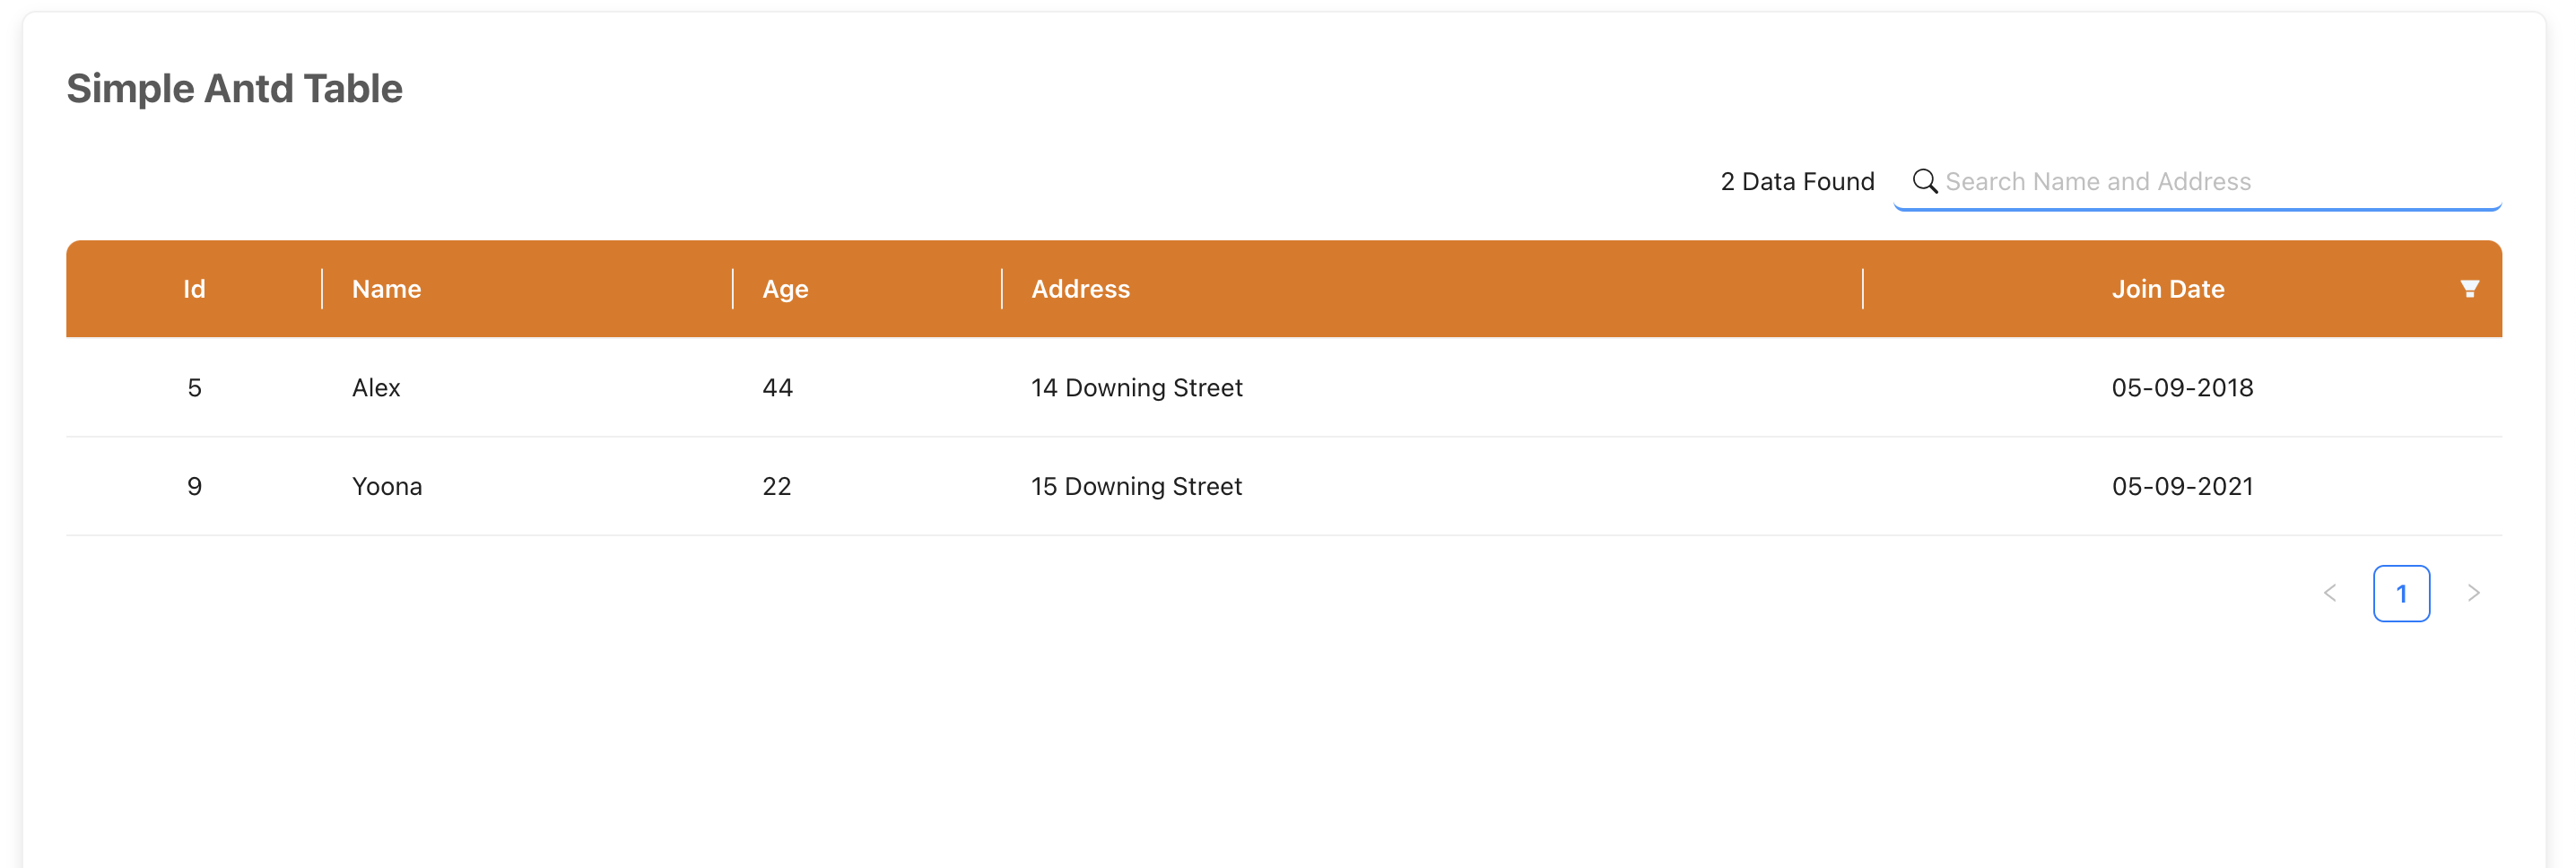 Simple Antd Table
2 Data Found Search Name and Address
Id Name Age Address Join Date
5 Alex 44 14 Downing Street 05-09-2018
9 Yoona 22 15 Downing Street 05-09-2021
1